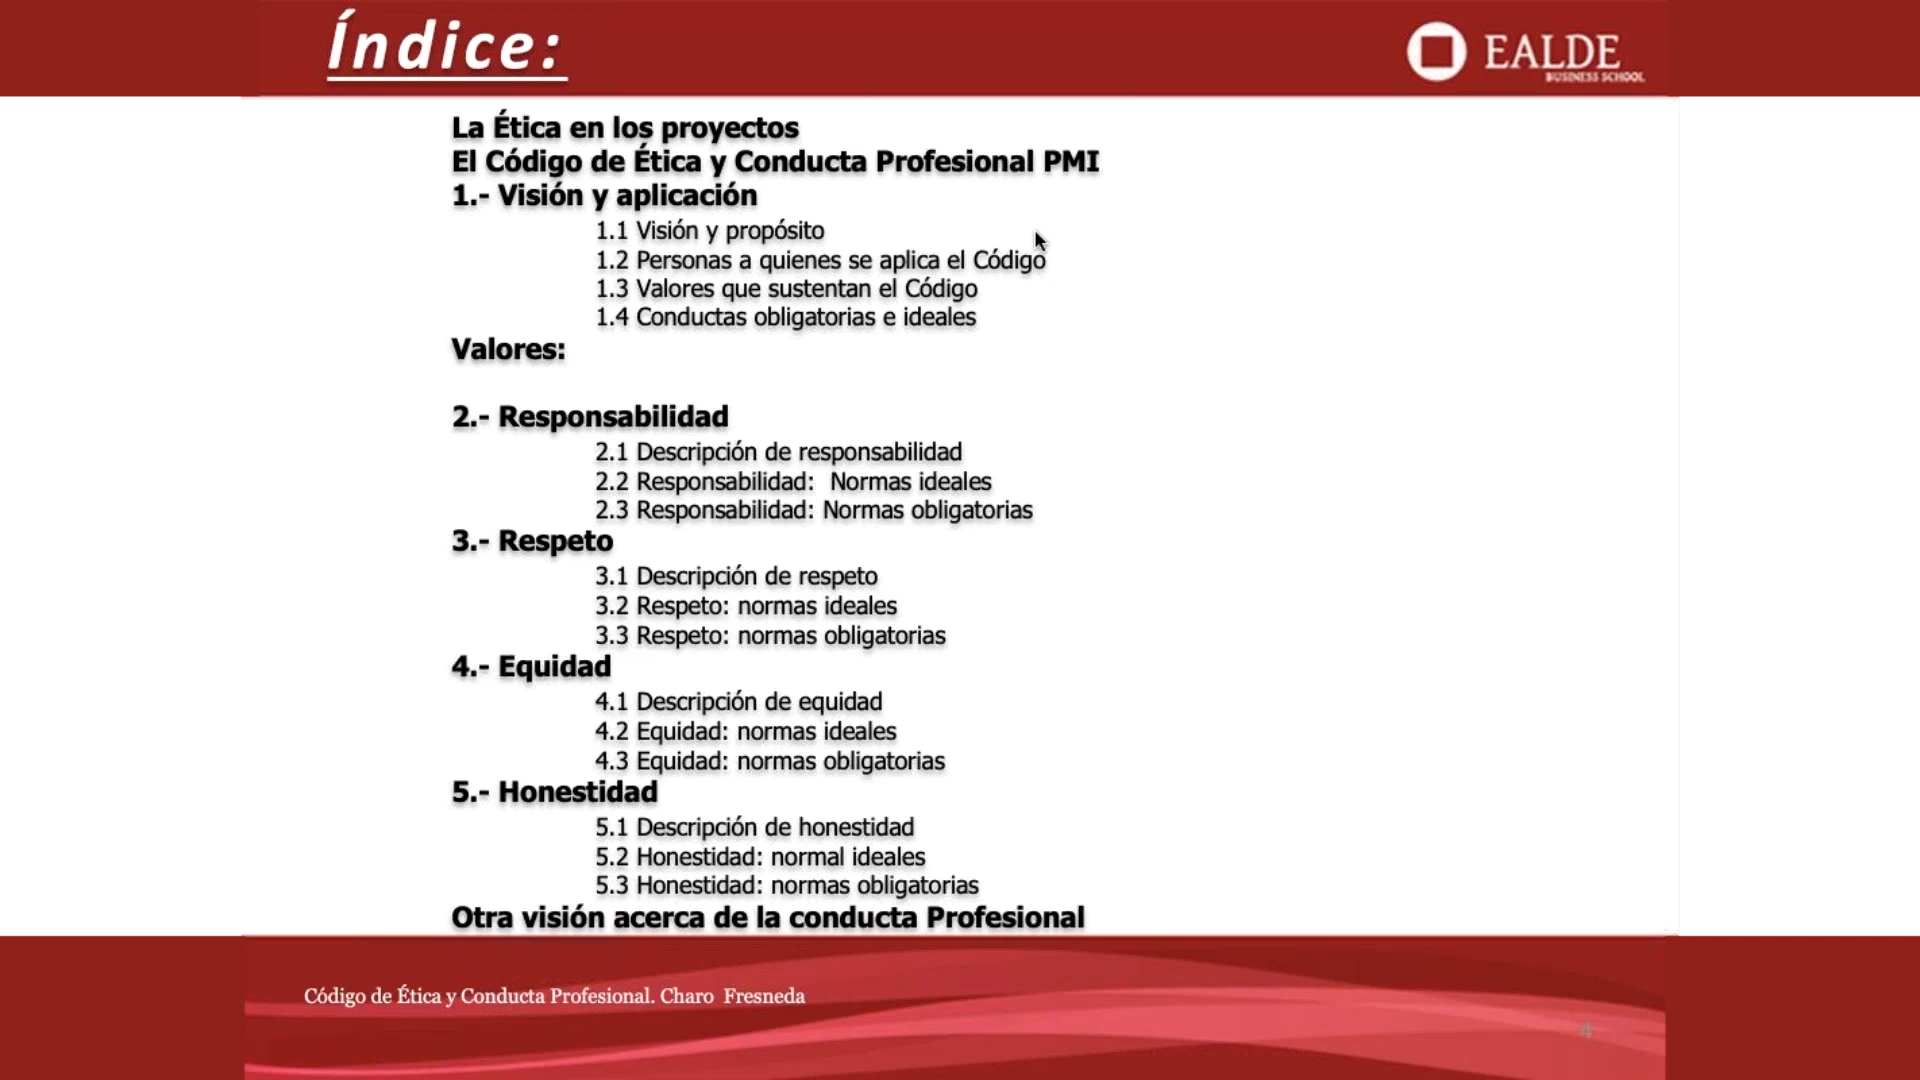 Índice:
EALDE
BUSINESS SCHOOL
La Ética en los proyectos
El Código de Ética y Conducta Profesional PMI
1.- Visión y aplicación
1.1 Visión y propósito
1.2 Personas a quienes se aplica el Código
1.3 Valores que sustentan el Código
1.4 Conductas obligatorias e ideales
Valores:
2.- Responsabilidad
2.1 Descripción de responsabilidad
2.2 Responsabilidad:  Normas ideales
2.3 Responsabilidad: Normas obligatorias
3.- Respeto
3.1 Descripción de respeto
3.2 Respeto: normas ideales
3.3 Respeto: normas obligatorias
4.- Equidad
4.1 Descripción de equidad
4.2 Equidad: normas ideales
4.3 Equidad: normas obligatorias
5.- Honestidad
5.1 Descripción de honestidad
5.2 Honestidad: normal ideales
5.3 Honestidad: normas obligatorias
Otra visión acerca de la conducta Profesional
Código de Ética y Conducta Profesional. Charo  Fresneda
4